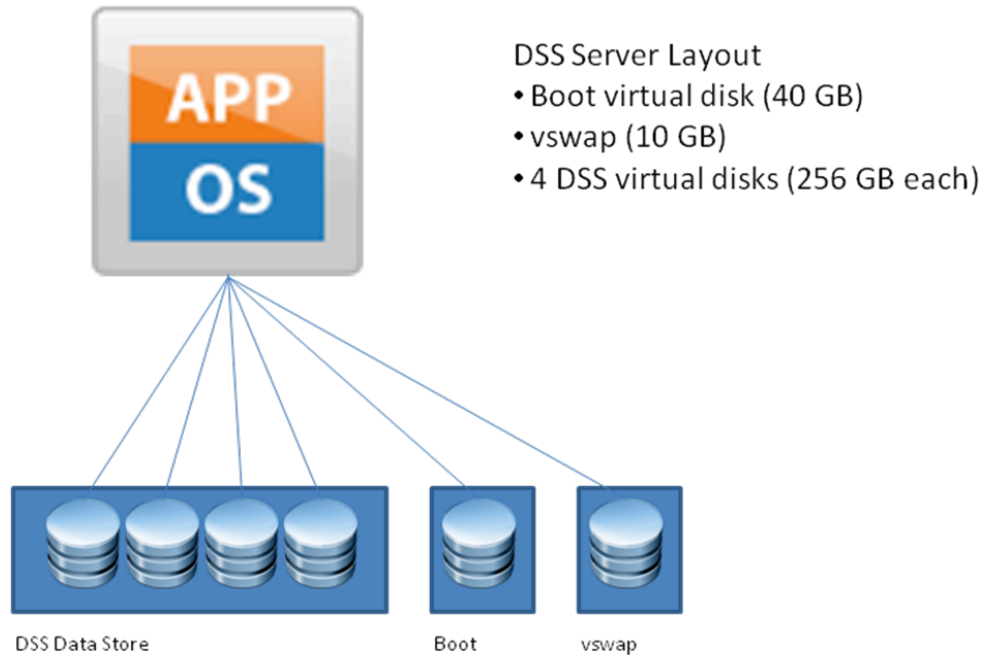 APP
OS
DSS Server Layout
• Boot virtual disk (40 GB)
• vswap (10 GB)
• 4 DSS virtual disks (256 GB each)
DSS Data Store
Boot
vswap